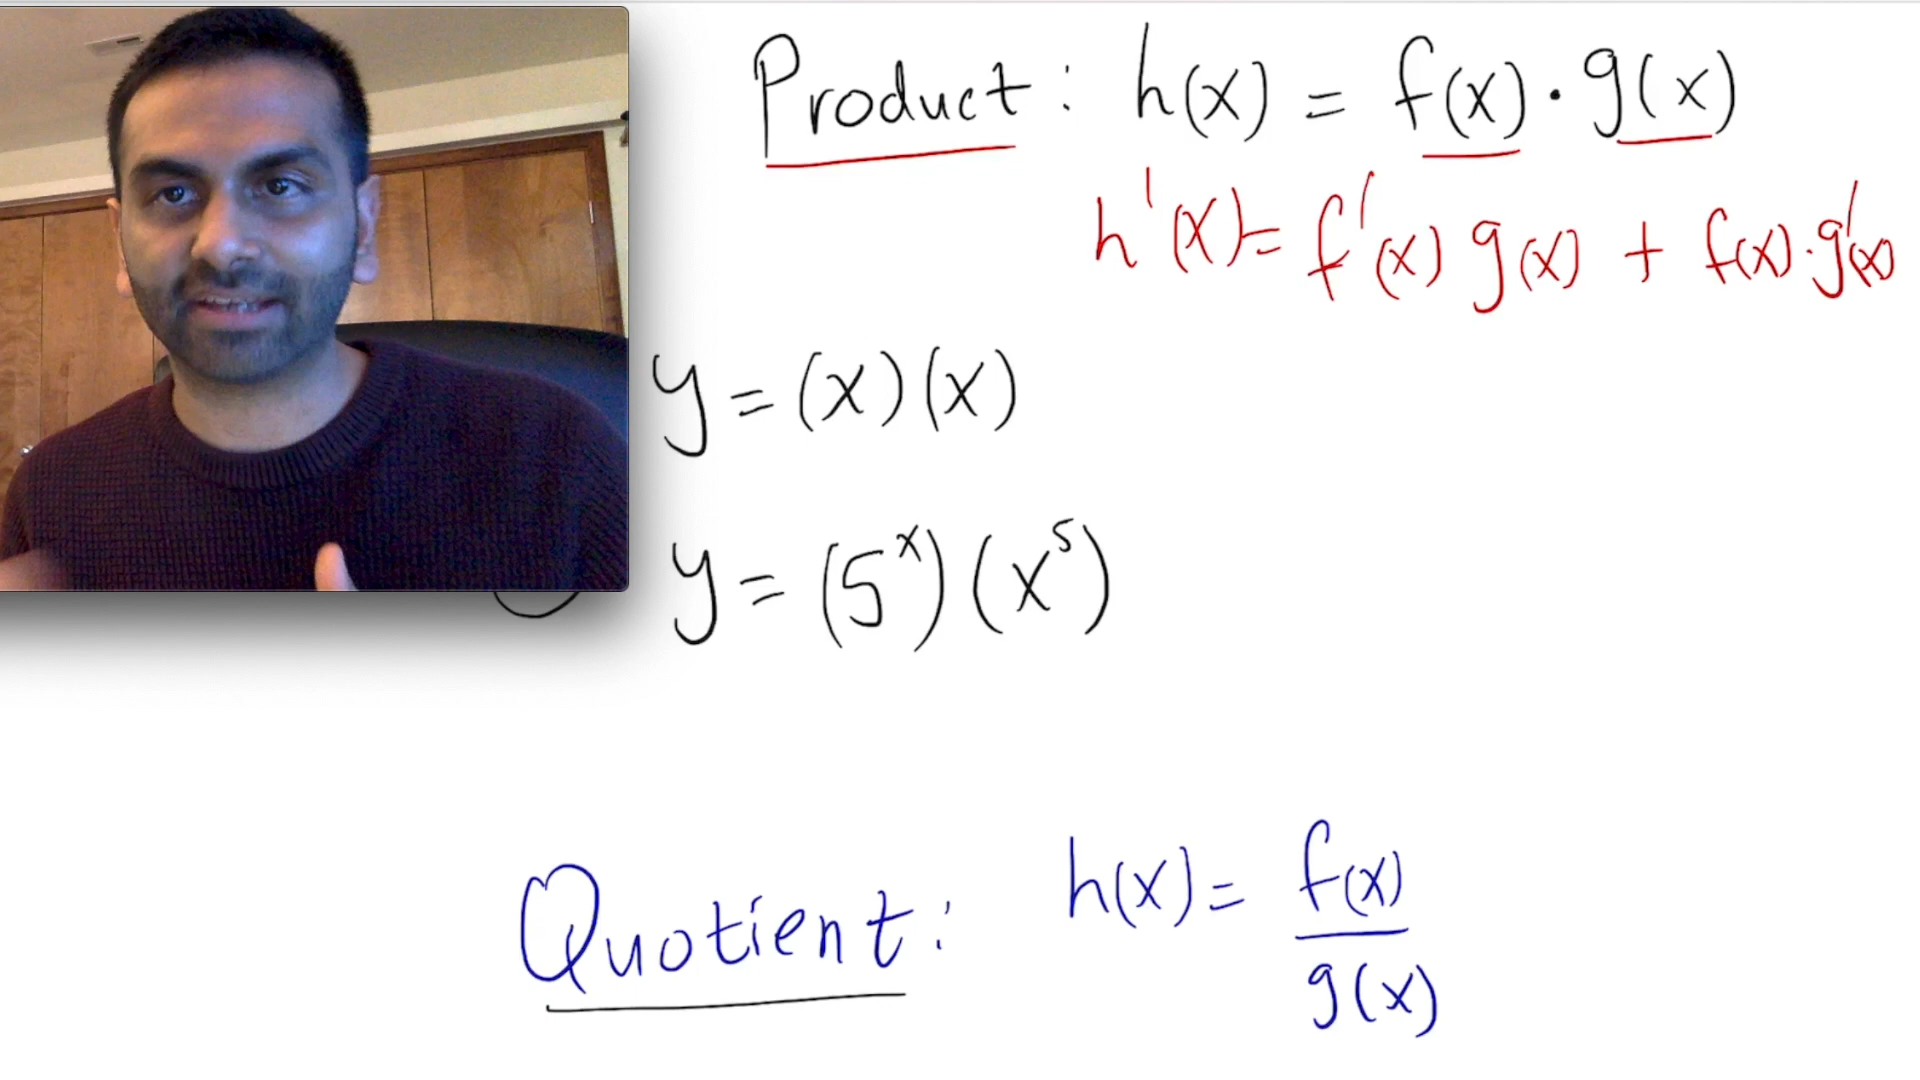 Product: h(x) = f(x) · g(x)
h'(x) = f'(x) g(x) + f(x) · g'(x)
y = (x)(x)
y = (5^x)(x^5)
Quotient: h(x) = f(x) / g(x)